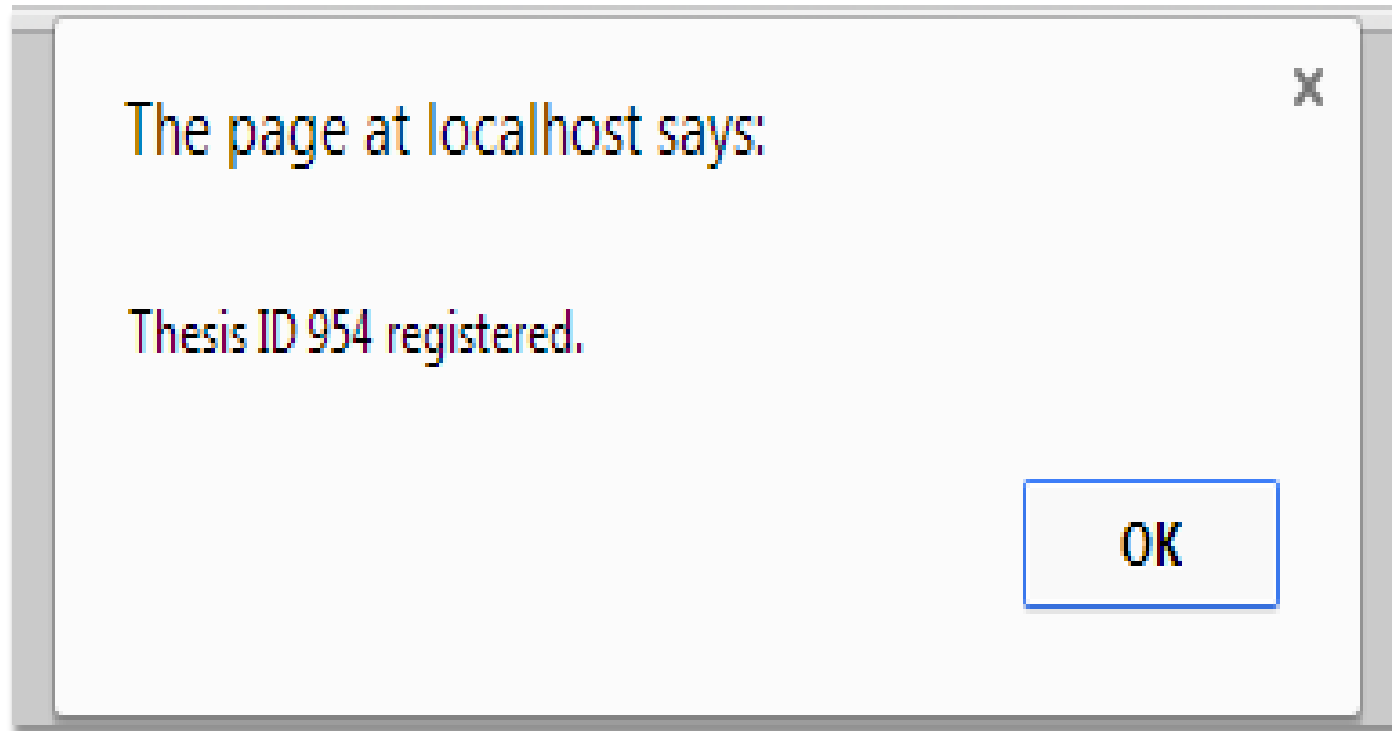 The page at localhost says:
x
Thesis ID 954 registered.
OK